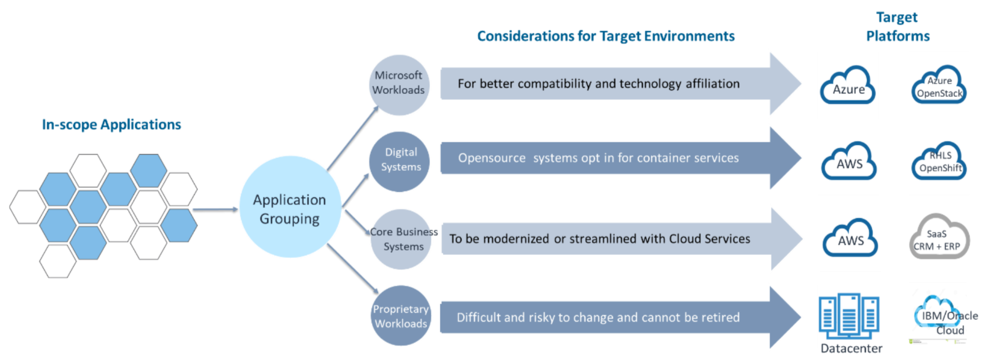 Considerations for Target Environments
Target
Platforms
In-scope Applications
Application
Grouping
Microsoft
Workloads
For better compatibility and technology affiliation
Azure
Azure
OpenStack
Digital
Systems
Opensource systems opt in for container services
AWS
RHLS
OpenShift
Core Business
Systems
To be modernized or streamlined with Cloud Services
AWS
SaaS
CRM + ERP
Proprietary
Workloads
Difficult and risky to change and cannot be retired
Datacenter
IBM/Oracle
Cloud